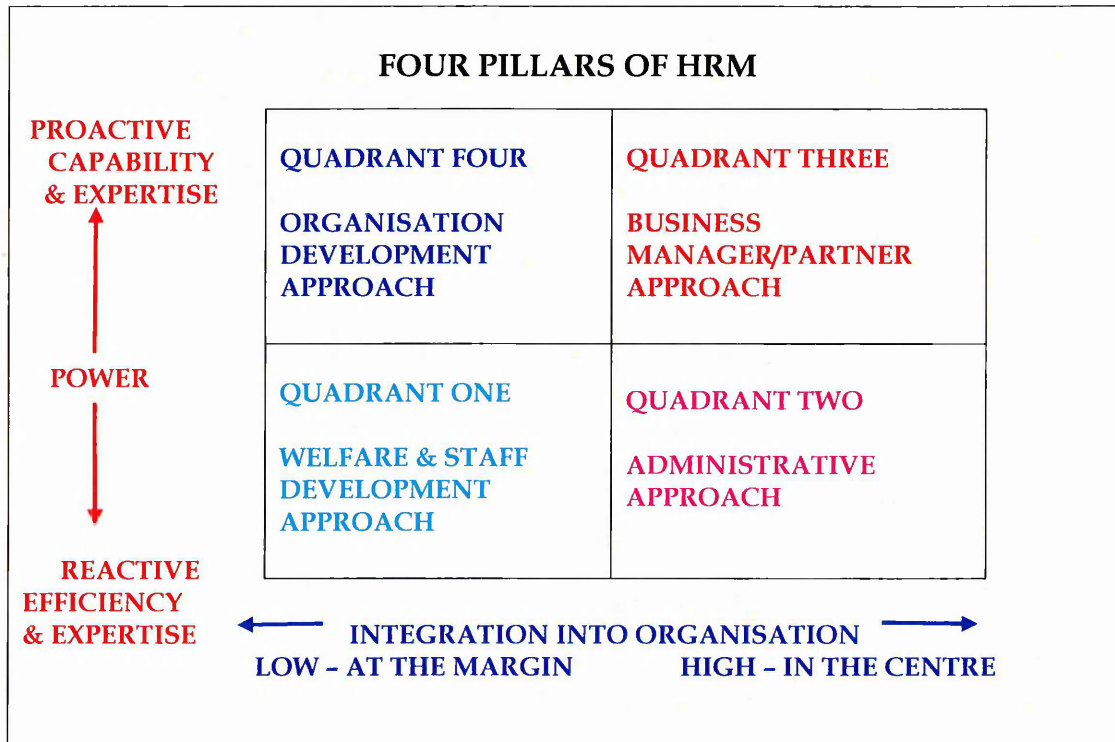 FOUR PILLARS OF HRM
PROACTIVE
CAPABILITY
& EXPERTISE
POWER
REACTIVE
EFFICIENCY
& EXPERTISE
QUADRANT FOUR
ORGANISATION
DEVELOPMENT
APPROACH
QUADRANT THREE
BUSINESS
MANAGER/PARTNER
APPROACH
QUADRANT ONE
WELFARE & STAFF
DEVELOPMENT
APPROACH
QUADRANT TWO
ADMINISTRATIVE
APPROACH
INTEGRATION INTO ORGANISATION
LOW – AT THE MARGIN
HIGH – IN THE CENTRE